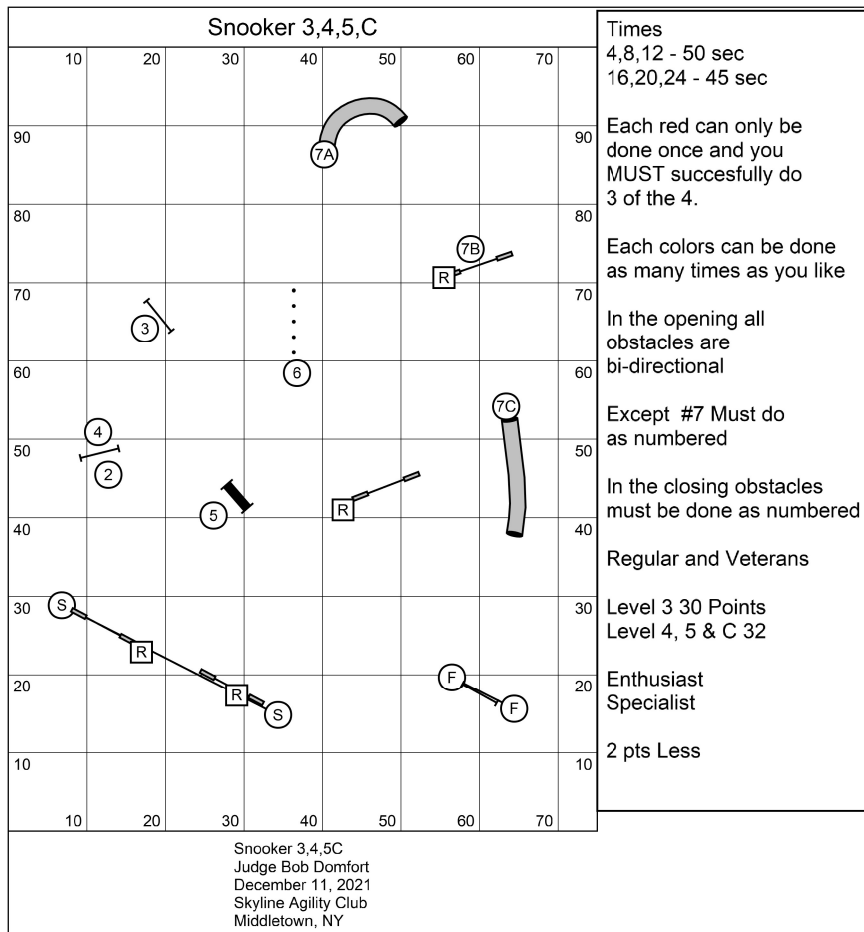 Snooker 3,4,5,C
10 20 30 40 50 60 70
90 90
7A
80 80
7B
R
70 70
3
60 60
6
7C
4
50 50
2
5
R
40 40
30 30
S
R
20 20
R
S
F
F
10 10
10 20 30 40 50 60 70
Times
4,8,12 - 50 sec
16,20,24 - 45 sec
Each red can only be
done once and you
MUST succesfully do
3 of the 4.
Each colors can be done
as many times as you like
In the opening all
obstacles are
bi-directional
Except #7 Must do
as numbered
In the closing obstacles
must be done as numbered
Regular and Veterans
Level 3 30 Points
Level 4, 5 & C 32
Enthusiast
Specialist
2 pts Less
Snooker 3,4,5C
Judge Bob Domfort
December 11, 2021
Skyline Agility Club
Middletown, NY